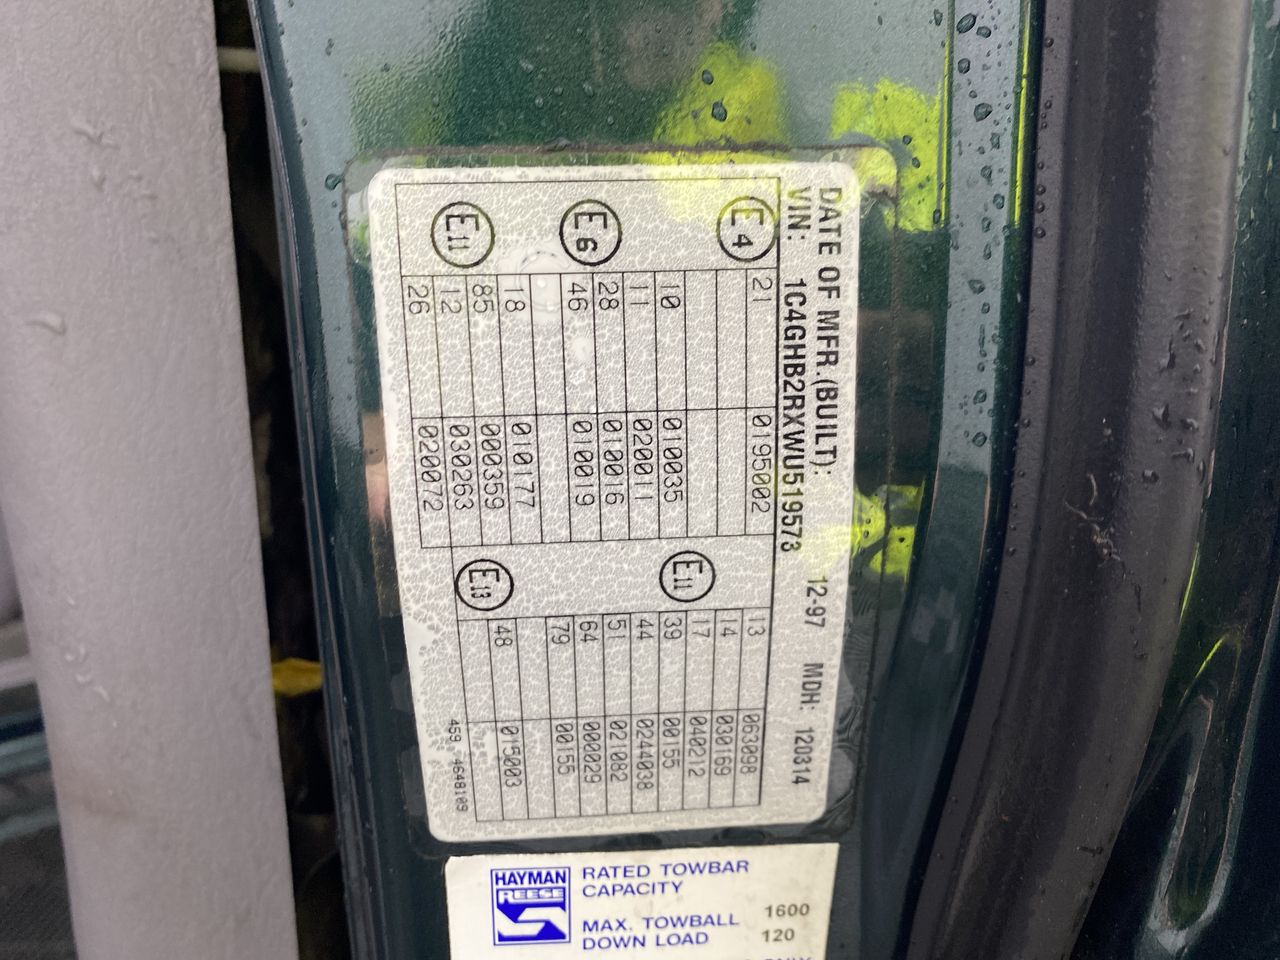 DATE OF MFR.(BUILT): 12-97 MDH: 120314
VIN: 1C4GHB2RXWU519573
E4 21 0195002
10 010035
11 020011
E6 28 010016
46 010019
18 010177
E11 85 000359
12 030263
26 020072
13 063098
14 030169
E11 17 040212
39 00155
44 0244038
51 021082
64 000029
79 00155
E13 48 015003
459 4648109
HAYMAN
REESE
RATED TOWBAR
CAPACITY 1600
MAX. TOWBALL
DOWN LOAD 120